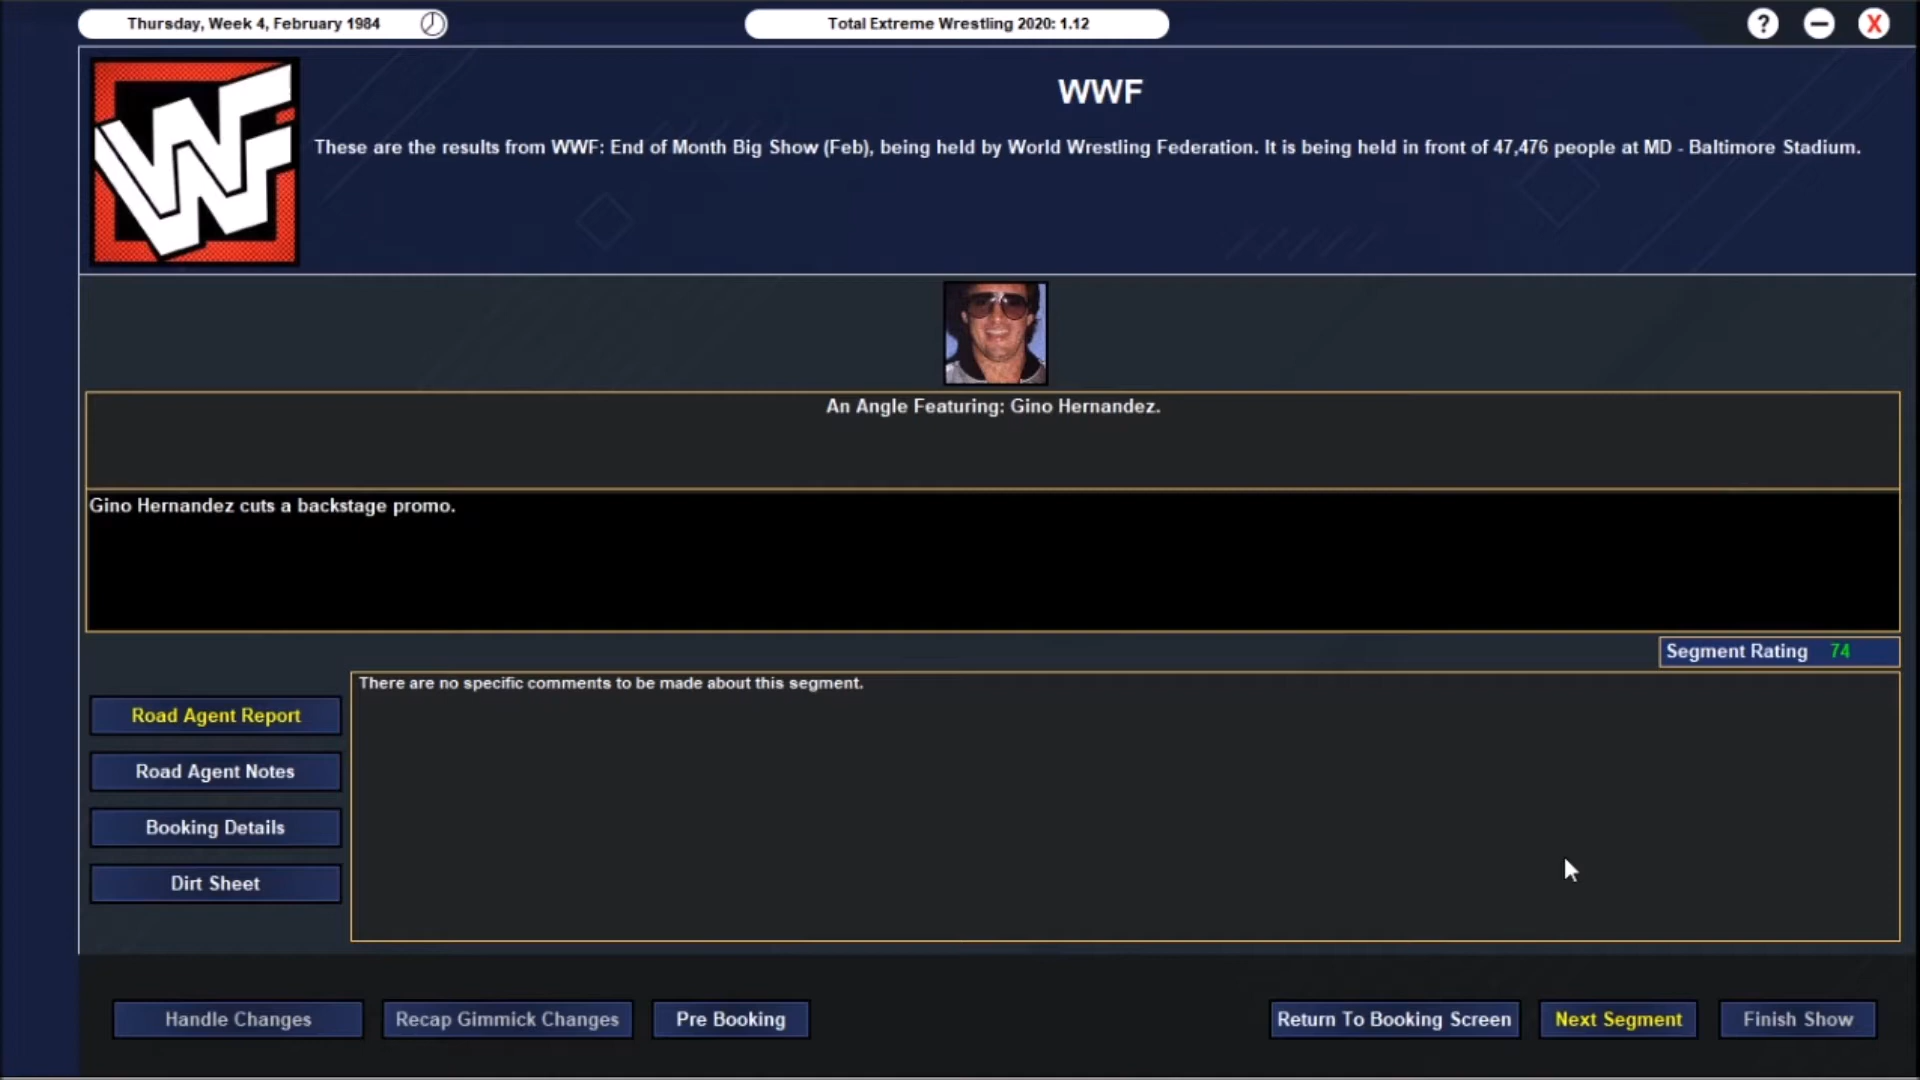 Thursday, Week 4, February 1984
Total Extreme Wrestling 2020: 1.12
?
X
WWF
WWF
These are the results from WWF: End of Month Big Show (Feb), being held by World Wrestling Federation. It is being held in front of 47,476 people at MD - Baltimore Stadium.
An Angle Featuring: Gino Hernandez.
Gino Hernandez cuts a backstage promo.
Segment Rating 74
There are no specific comments to be made about this segment.
Road Agent Report
Road Agent Notes
Booking Details
Dirt Sheet
Handle Changes
Recap Gimmick Changes
Pre Booking
Return To Booking Screen
Next Segment
Finish Show